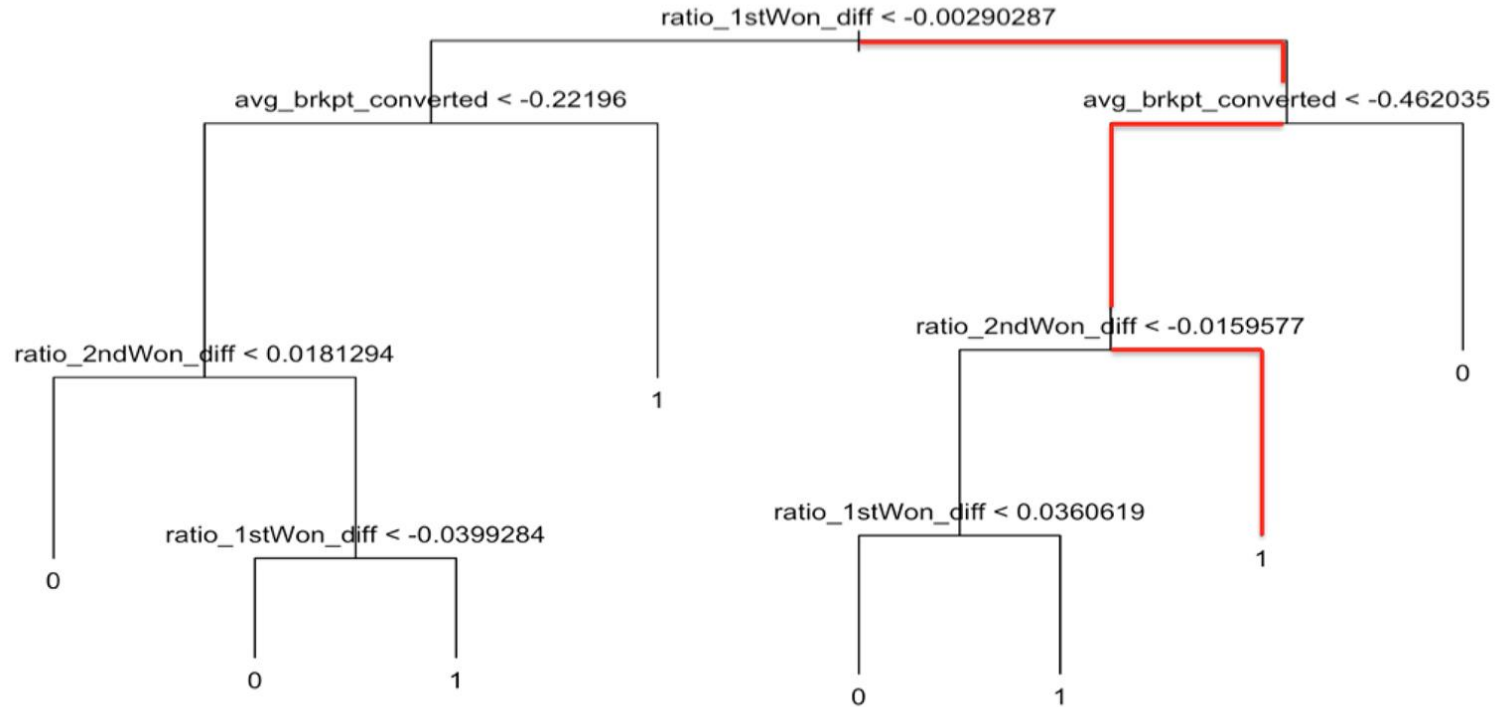 ratio_1stWon_diff < -0.00290287
avg_brkpt_converted < -0.22196
avg_brkpt_converted < -0.462035
ratio_2ndWon_diff < -0.0159577
ratio_2ndWon_diff < 0.0181294
0
1
ratio_1stWon_diff < 0.0360619
ratio_1stWon_diff < -0.0399284
1
0
0
1
0
1